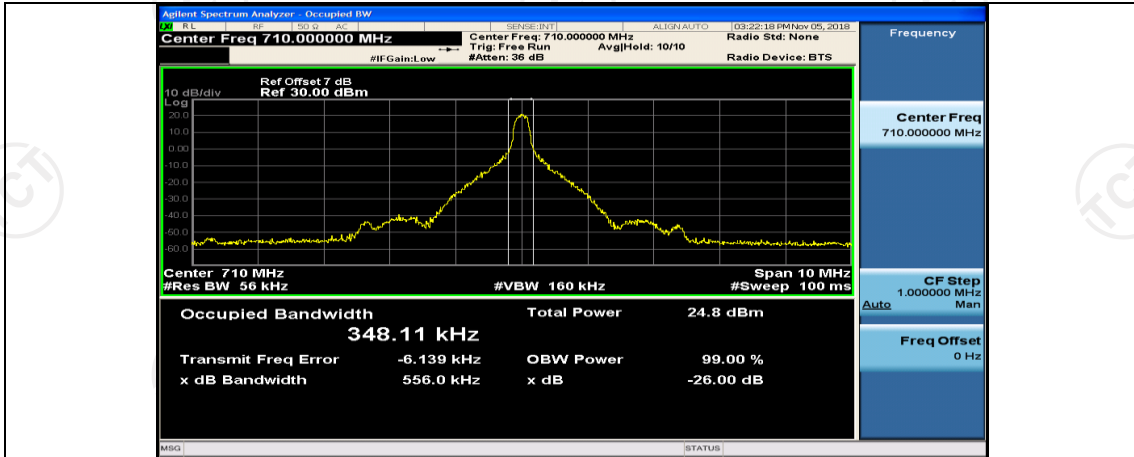 Agilent Spectrum Analyzer - Occupied BW
LXI RL RF 50 Ω AC SENSE:INT ALIGN AUTO 03:22:18 PM Nov 05, 2018
Center Freq 710.000000 MHz
Center Freq: 710.000000 MHz
Radio Std: None
Trig: Free Run Avg|Hold: 10/10
#IFGain:Low
#Atten: 36 dB
Radio Device: BTS
Ref Offset 7 dB
10 dB/div Ref 30.00 dBm
Log
20.0
10.0
0.00
-10.0
-20.0
-30.0
-40.0
-50.0
-60.0
Center 710 MHz Span 10 MHz
#Res BW 56 kHz #VBW 160 kHz #Sweep 100 ms
Occupied Bandwidth Total Power 24.8 dBm
348.11 kHz
Transmit Freq Error -6.139 kHz OBW Power 99.00 %
x dB Bandwidth 556.0 kHz x dB -26.00 dB
MSG STATUS
Frequency
Center Freq
710.000000 MHz
CF Step
1.000000 MHz
Auto Man
Freq Offset
0 Hz
TCT
TCT